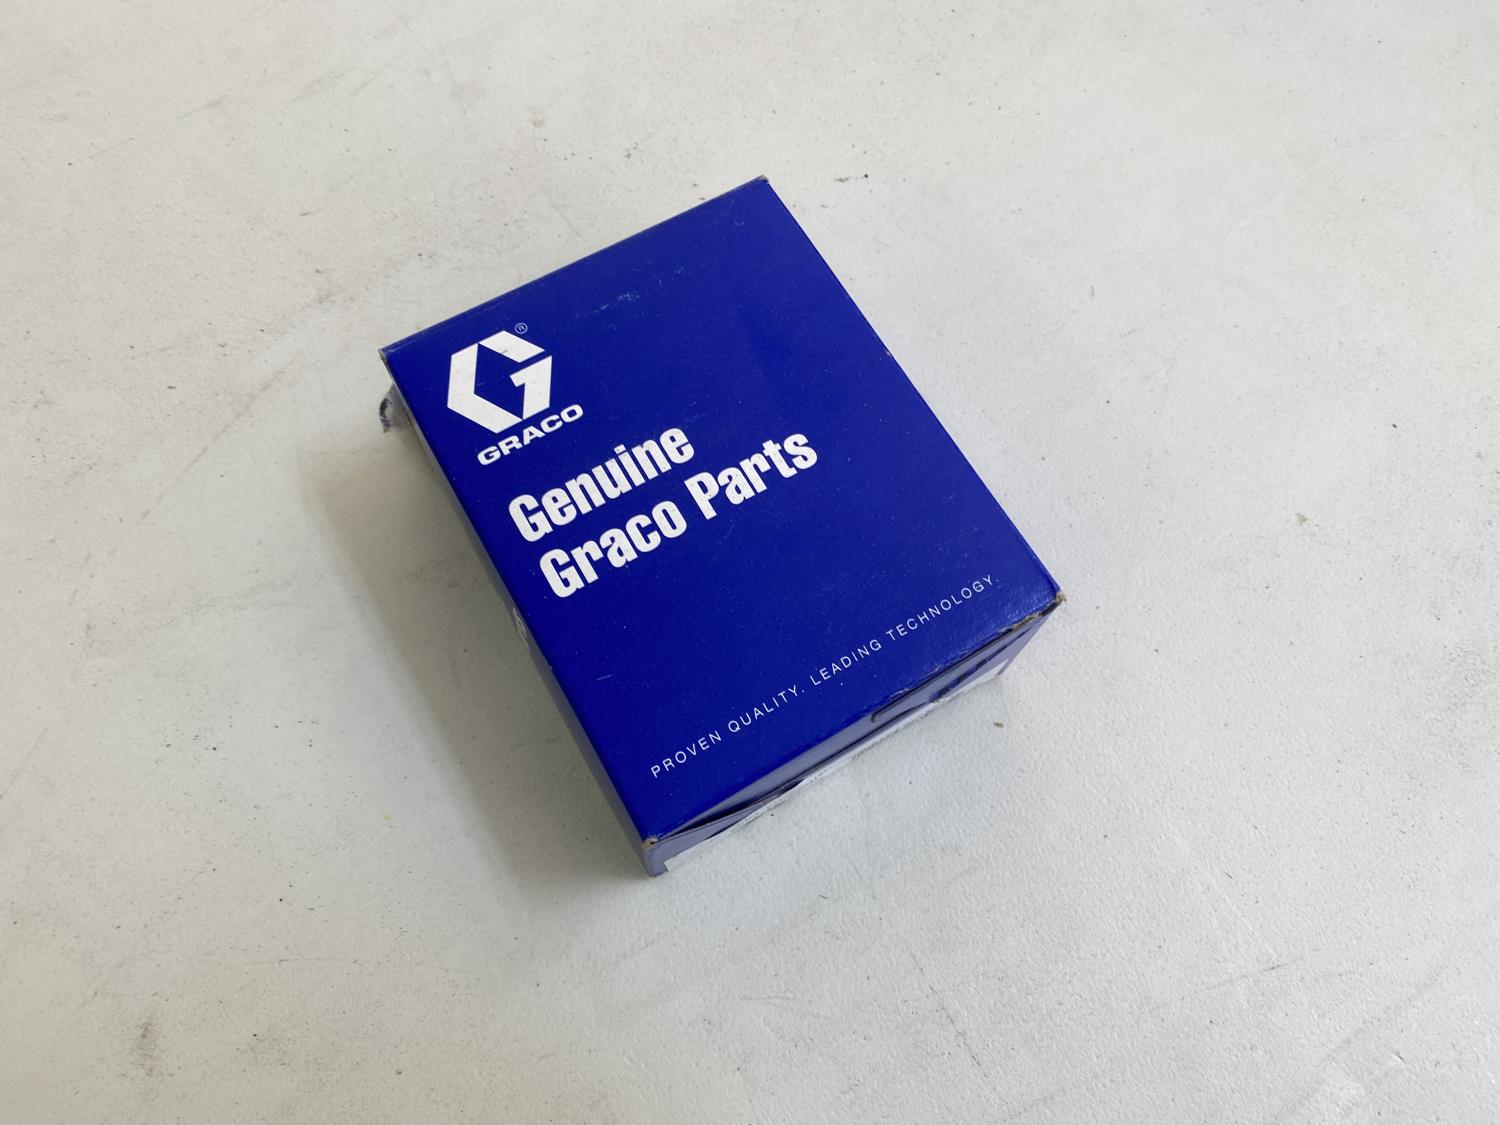 ®
GRACO
Genuine
Graco Parts
PROVEN QUALITY. LEADING TECHNOLOGY.